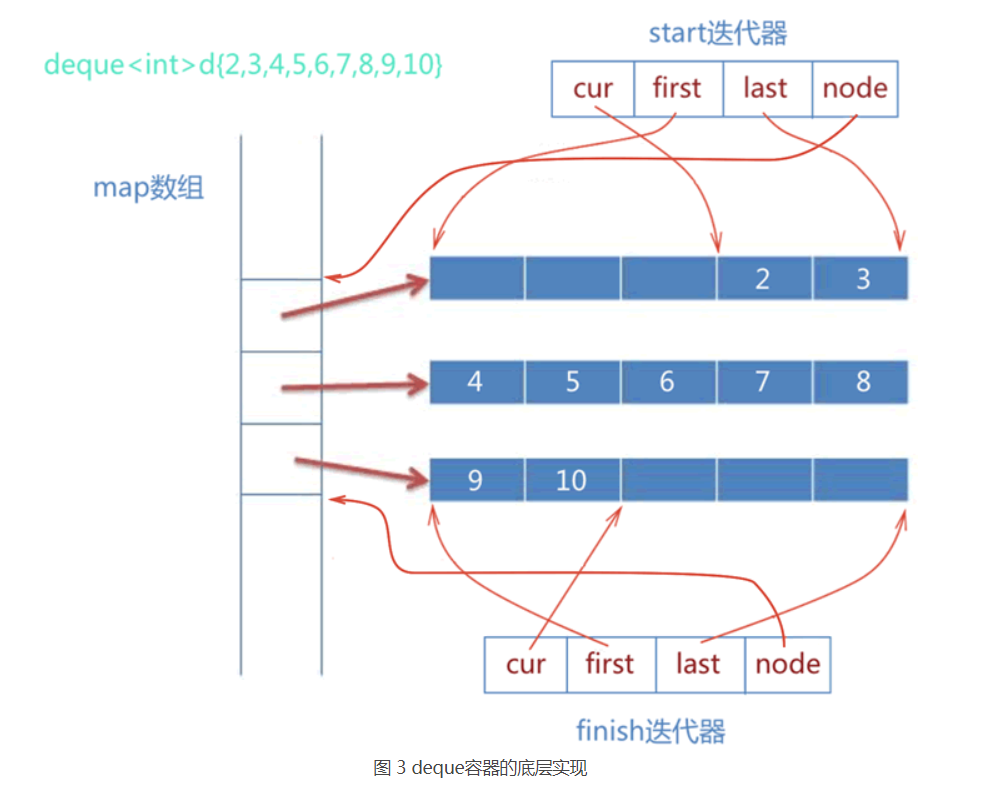 start迭代器
deque<int>d{2,3,4,5,6,7,8,9,10}
cur first last node
map数组
2 3
4 5 6 7 8
9 10
cur first last node
finish迭代器
图 3 deque容器的底层实现